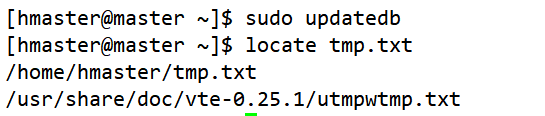 [hmaster@master ~]$ sudo updatedb
[hmaster@master ~]$ locate tmp.txt
/home/hmaster/tmp.txt
/usr/share/doc/vte-0.25.1/utmpwtmp.txt